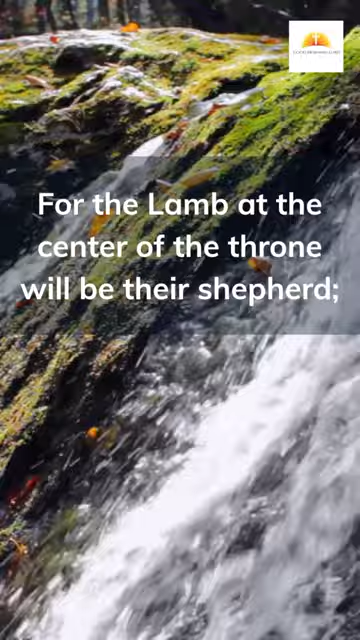 For the Lamb at the
center of the throne
will be their shepherd;